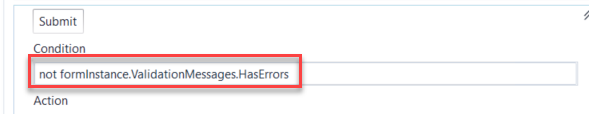 Submit
Condition
not formInstance.ValidationMessages.HasErrors
Action